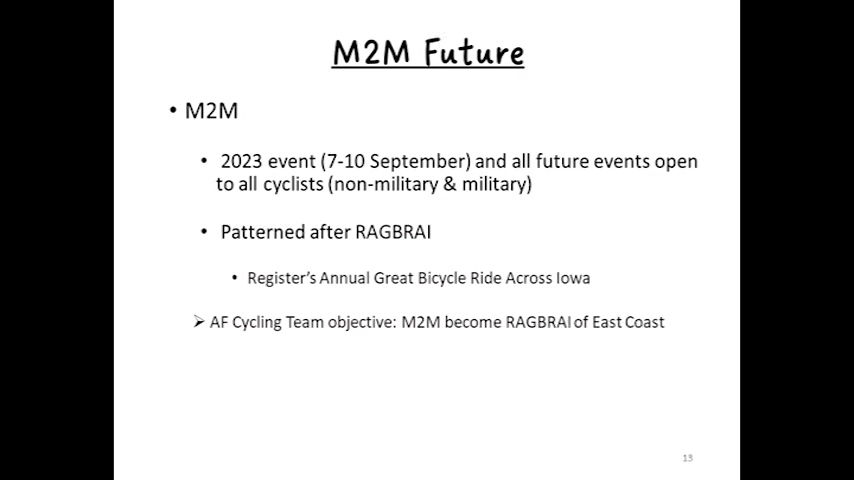 M2M Future
• M2M
• 2023 event (7-10 September) and all future events open
to all cyclists (non-military & military)
• Patterned after RAGBRAI
• Register's Annual Great Bicycle Ride Across Iowa
➢ AF Cycling Team objective: M2M become RAGBRAI of East Coast
13